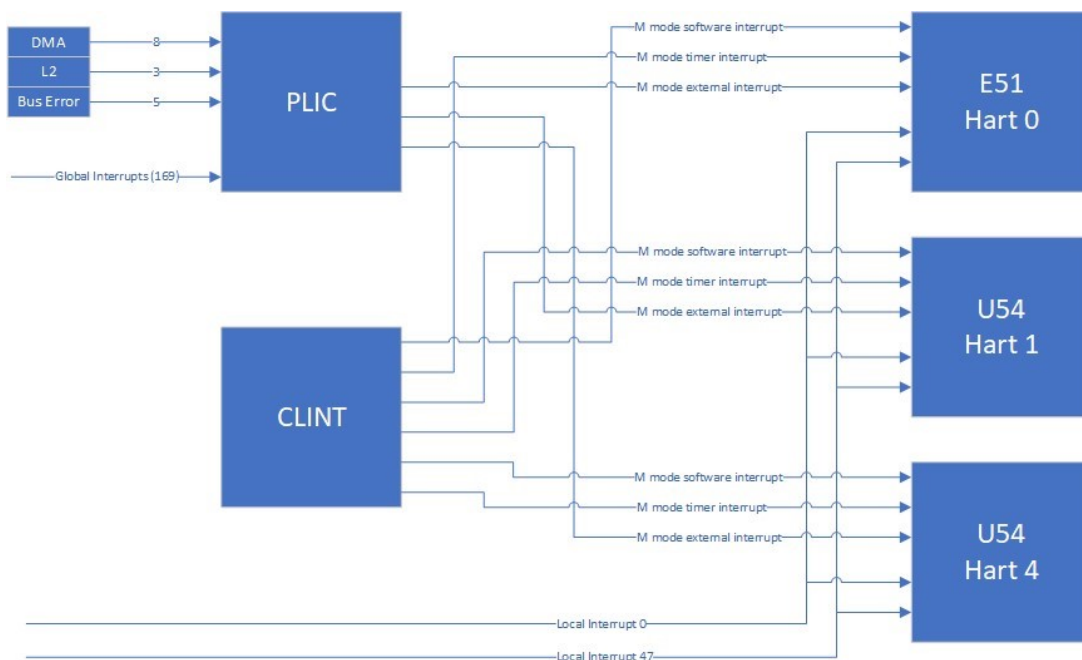 DMA
8
L2
3
Bus Error
5
Global Interrupts (169)
PLIC
CLINT
M mode software interrupt
M mode timer interrupt
M mode external interrupt
E51
Hart 0
M mode software interrupt
M mode timer interrupt
M mode external interrupt
U54
Hart 1
M mode software interrupt
M mode timer interrupt
M mode external interrupt
U54
Hart 4
Local Interrupt 0
Local Interrupt 47